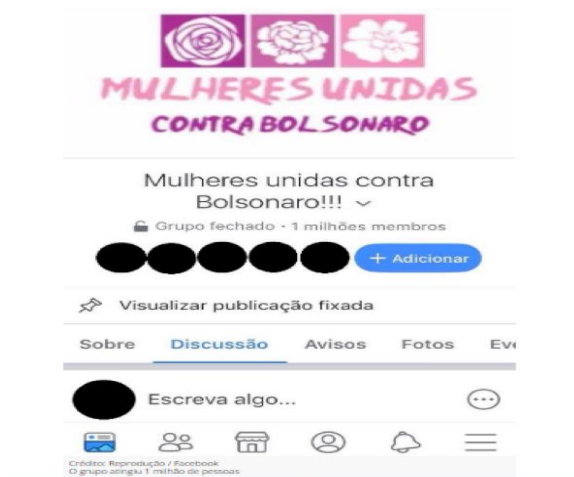 MULHERES UNIDAS
CONTRA BOLSONARO
Mulheres unidas contra
Bolsonaro!!!
Grupo fechado · 1 milhões membros
+ Adicionar
Visualizar publicação fixada
Sobre Discussão Avisos Fotos Eve
Escreva algo...
Crédito: Reprodução / Facebook
O grupo atingiu 1 milhão de pessoas